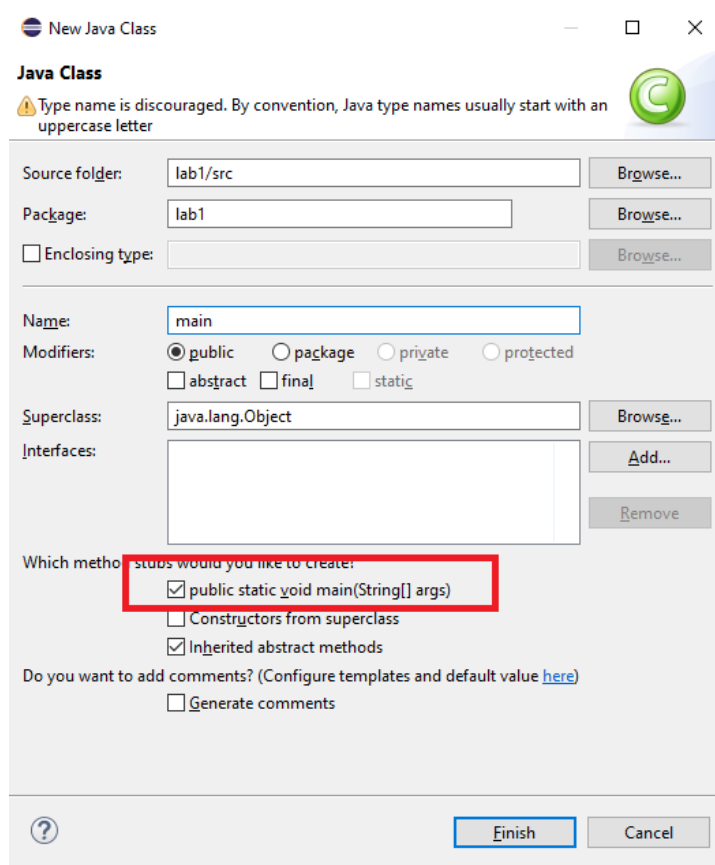 New Java Class
Java Class
Type name is discouraged. By convention, Java type names usually start with an
uppercase letter
Source folder: lab1/src Browse...
Package: lab1 Browse...
Enclosing type: Browse...
Name: main
Modifiers: public package private protected
abstract final static
Superclass: java.lang.Object Browse...
Interfaces: Add...
Remove
Which method stubs would you like to create?
public static void main(String[] args)
Constructors from superclass
Inherited abstract methods
Do you want to add comments? (Configure templates and default value here)
Generate comments
? Finish Cancel